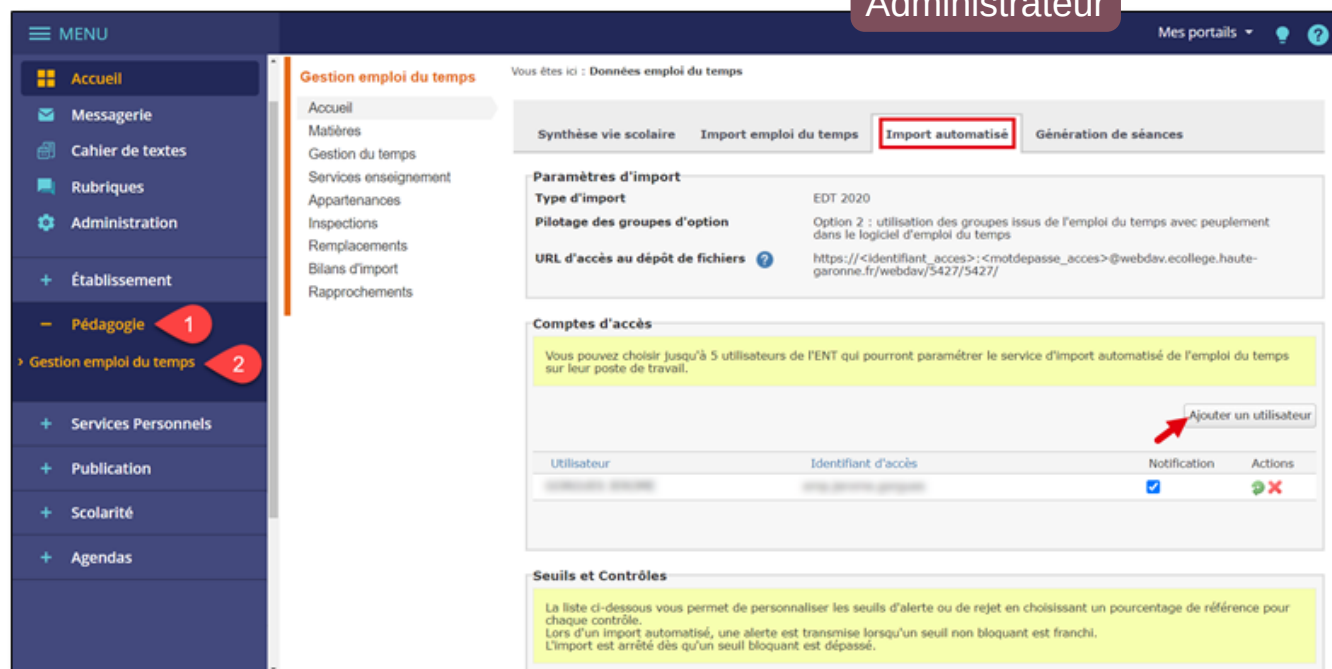 Administrateur
MENU
Mes portails
Accueil
Messagerie
Cahier de textes
Rubriques
Administration
+ Établissement
− Pédagogie
1
› Gestion emploi du temps
2
+ Services Personnels
+ Publication
+ Scolarité
+ Agendas
Gestion emploi du temps
Accueil
Matières
Gestion du temps
Services enseignement
Appartenances
Inspections
Remplacements
Bilans d'import
Rapprochements
Vous êtes ici : Données emploi du temps
Synthèse vie scolaire Import emploi du temps Import automatisé Génération de séances
Paramètres d'import
Type d'import EDT 2020
Pilotage des groupes d'option Option 2 : utilisation des groupes issus de l'emploi du temps avec peuplement
dans le logiciel d'emploi du temps
URL d'accès au dépôt de fichiers ? https://<identifiant_acces>:<motdepasse_acces>@webdav.ecollege.haute-
garonne.fr/webdav/5427/5427/
Comptes d'accès
Vous pouvez choisir jusqu'à 5 utilisateurs de l'ENT qui pourront paramétrer le service d'import automatisé de l'emploi du temps
sur leur poste de travail.
Ajouter un utilisateur
Utilisateur Identifiant d'accès Notification Actions
Seuils et Contrôles
La liste ci-dessous vous permet de personnaliser les seuils d'alerte ou de rejet en choisissant un pourcentage de référence pour
chaque contrôle.
Lors d'un import automatisé, une alerte est transmise lorsqu'un seuil non bloquant est franchi.
L'import est arrêté dès qu'un seuil bloquant est dépassé.